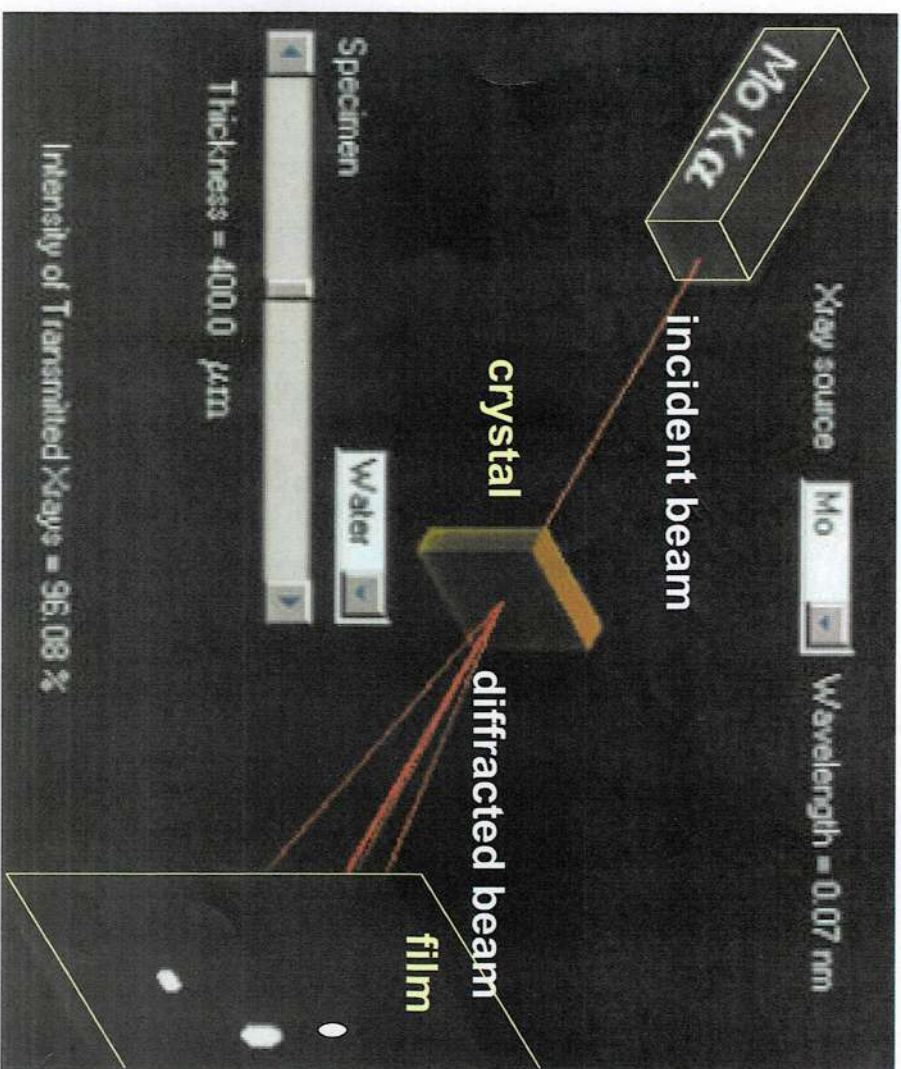 Xray source Mo Wavelength = 0.07 nm
Mo K α
incident beam
crystal
diffracted beam
film
Specimen Water
Thickness = 400.0 μm
Intensity of Transmitted Xrays = 96.08 %